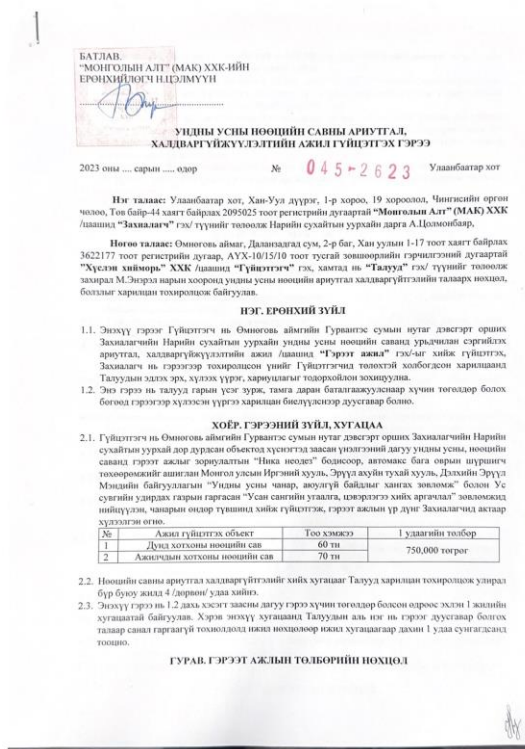 БАТЛАВ.
“МОНГОЛЫН АЛТ” (МАК) ХХК-ИЙН
ЕРӨНХИЙЛӨГЧ Н.ЦЭЛМҮҮН
УНДНЫ УСНЫ НӨӨЦИЙН САВНЫ АРИУТГАЛ,
ХАЛДВАРГҮЙЖҮҮЛЭЛТИЙН АЖИЛ ГҮЙЦЭТГЭХ ГЭРЭЭ
2023 оны .... сарын ..... өдөр № 045-2623 Улаанбаатар хот
Нэг талаас: Улаанбаатар хот, Хан-Уул дүүрэг, 1-р хороо, 19 хороолол, Чингисийн өргөн
чөлөө, Төв байр-44 хаягт байрлах 2095025 тоот регистрийн дугаартай “Монголын Алт” (МАК) ХХК
/цаашид “Захиалагч” гэх/ түүнийг төлөөлж Нарийн сухайтын уурхайн дарга А.Цолмонбаяр,
Нөгөө талаас: Өмнөговь аймаг, Даланзадгад сум, 2-р баг, Хан уулын 1-17 тоот хаягт байрлах
3622177 тоот регистрийн дугаар, АҮХ-10/15/10 тоот тусгай зөвшөөрлийн гэрчилгээний дугаартай
"Хүслэн хийморь" ХХК /цаашид “Гүйцэтгэгч” гэх/, хамтад нь “Талууд” гэх/ түүнийг төлөөлж
захирал М.Энэрэл нарын хооронд ундны усны нөөцийн ариутгал халдваргүйтгэлийн талаарх нөхцөл,
болзлыг харилцан тохиролцож байгуулав.
НЭГ. ЕРӨНХИЙ ЗҮЙЛ
1.1. Энэхүү гэрээг Гүйцэтгэгч нь Өмнөговь аймгийн Гурвантэс сумын нутаг дэвсгэрт орших
Захиалагчийн Нарийн сухайтын уурхайн ундны усны нөөцийн саванд урьдчилан сэргийлэх
ариутгал, халдваргүйжүүлэлтийн ажил /цаашид “Гэрээт ажил” гэх/-ыг хийж гүйцэтгэх,
Захиалагч нь гэрээгээр тохиролцсон үнийг Гүйцэтгэгчид төлөхтэй холбогдсон харилцаанд
Талуудын эдлэх эрх, хүлээх үүрэг, хариуцлагыг тодорхойлон зохицуулна.
1.2. Энэ гэрээ нь талууд гарын үсэг зурж, тамга даран баталгаажуулснаар хүчин төгөлдөр болох
бөгөөд гэрээгээр хүлээсэн үүргээ харилцан биелүүлснээр дуусгавар болно.
ХОЁР. ГЭРЭЭНИЙ ЗҮЙЛ, ХУГАЦАА
2.1. Гүйцэтгэгч нь Өмнөговь аймгийн Гурвантэс сумын нутаг дэвсгэрт орших Захиалагчийн Нарийн
сухайтын уурхай дор дурдсан объектод хүснэгтэд заасан үнэлгээний дагуу ундны усны, нөөцийн
саванд гэрээт ажлыг зориулалтын “Ника неодез” бодисоор, автомакс бага оврын шүршигч
төхөөрөмжийг ашиглан Монгол улсын Иргэний хууль, Эрүүл ахуйн тухай хууль, Дэлхийн Эрүүл
Мэндийн байгууллагын “Ундны усны чанар, аюулгүй байдлыг хангах зөвлөмж” болон Ус
сувгийн удирдах газрын гаргасан “Усан сангийн угаалга, цэвэрлэгээ хийх аргачлал” зөвлөмжид
нийцүүлэн, чанарын өндөр түвшинд хийж гүйцэтгэж, гэрээт ажлын үр дүнг Захиалагчид актаар
хүлээлгэн өгнө.
№ Ажил гүйцэтгэх объект Тоо хэмжээ 1 удаагийн төлбөр
1 Дунд хотхоны нөөцийн сав 60 тн 750,000 төгрөг
2 Ажилчдын хотхоны нөөцийн сав 70 тн
2.2. Нөөцийн савны ариутгал халдваргүйтгэлийг хийх хугацааг Талууд харилцан тохиролцож улирал
бүр буюу жилд 4 /дөрвөн/ удаа хийнэ.
2.3. Энэхүү гэрээ нь 1.2 дахь хэсэгт заасны дагуу гэрээ хүчин төгөлдөр болсон өдрөөс эхлэн 1 жилийн
хугацаатай байгуулав. Хэрэв энэхүү хугацаанд Талуудын аль нэг нь гэрээг дуусгавар болгох
талаар санал гаргаагүй тохиолдолд ижил нөхцөлөөр ижил хугацаагаар дахин 1 удаа сунгагдсанд
тооцно.
ГУРАВ. ГЭРЭЭТ АЖЛЫН ТӨЛБӨРИЙН НӨХЦӨЛ